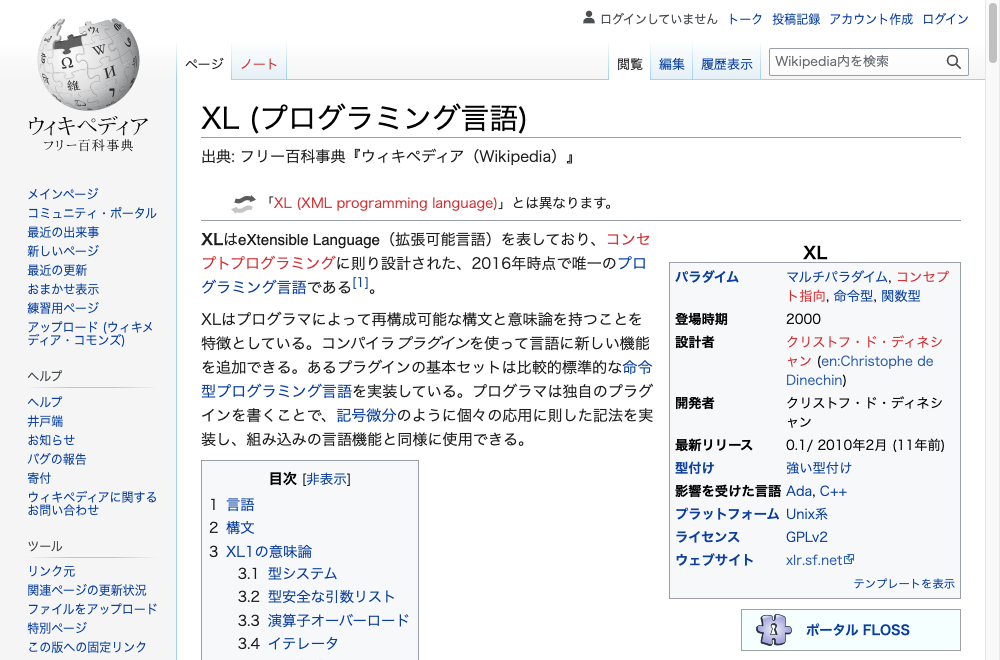 ログインしていません トーク 投稿記録 アカウント作成 ログイン
ページ ノート 閲覧 編集 履歴表示 Wikipedia内を検索
ウィキペディア
フリー百科事典
メインページ
コミュニティ・ポータル
最近の出来事
新しいページ
最近の更新
おまかせ表示
練習用ページ
アップロード (ウィキメ
ディア・コモンズ)
ヘルプ
ヘルプ
井戸端
お知らせ
バグの報告
寄付
ウィキペディアに関する
お問い合わせ
ツール
リンク元
関連ページの更新状況
ファイルをアップロード
特別ページ
この版への固定リンク
XL (プログラミング言語)
出典: フリー百科事典『ウィキペディア（Wikipedia）』
「XL (XML programming language)」とは異なります。
XLはeXtensible Language（拡張可能言語）を表しており、コンセ
プトプログラミングに則り設計された、2016年時点で唯一のプロ
グラミング言語である[1]。
XLはプログラマによって再構成可能な構文と意味論を持つことを
特徴としている。コンパイラプラグインを使って言語に新しい機能
を追加できる。あるプラグインの基本セットは比較的標準的な命令
型プログラミング言語を実装している。プログラマは独自のプラグ
インを書くことで、記号微分のように個々の応用に則した記法を実
装し、組み込みの言語機能と同様に使用できる。
目次 [非表示]
1 言語
2 構文
3 XL1の意味論
3.1 型システム
3.2 型安全な引数リスト
3.3 演算子オーバーロード
3.4 イテレータ
XL
パラダイム マルチパラダイム, コンセプ
ト指向, 命令型, 関数型
登場時期 2000
設計者 クリストフ・ド・ディネシ
ャン (en:Christophe de
Dinechin)
開発者 クリストフ・ド・ディネシ
ャン
最新リリース 0.1/ 2010年2月 (11年前)
型付け 強い型付け
影響を受けた言語 Ada, C++
プラットフォーム Unix系
ライセンス GPLv2
ウェブサイト xlr.sf.net
テンプレートを表示
ポータル FLOSS